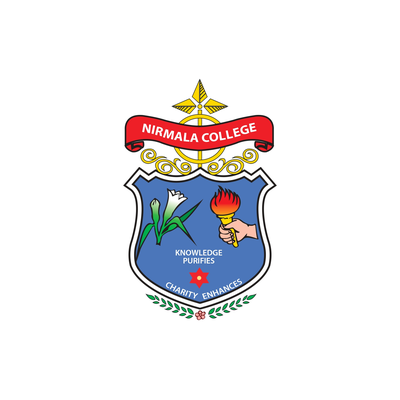 NIRMALA COLLEGE
KNOWLEDGE
PURIFIES
CHARITY ENHANCES